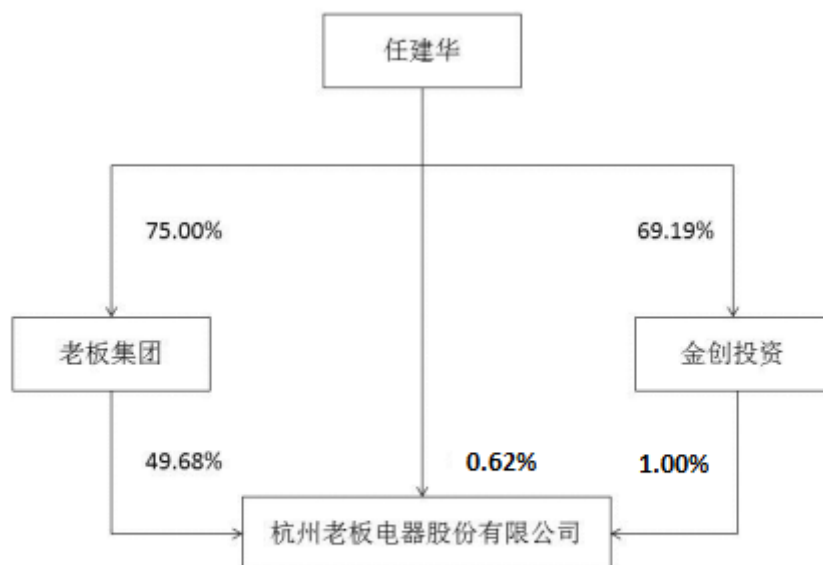 任建华
75.00%
69.19%
老板集团
金创投资
49.68%
0.62%
1.00%
杭州老板电器股份有限公司